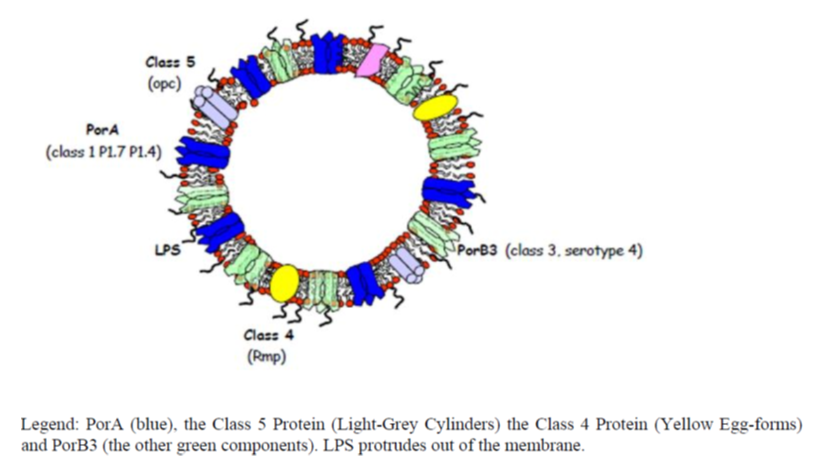 Class 5
(opc)
PorA
(class 1 P1.7 P1.4)
LPS
PorB3 (class 3, serotype 4)
Class 4
(Rmp)
Legend: PorA (blue), the Class 5 Protein (Light-Grey Cylinders) the Class 4 Protein (Yellow Egg-forms)
and PorB3 (the other green components). LPS protrudes out of the membrane.